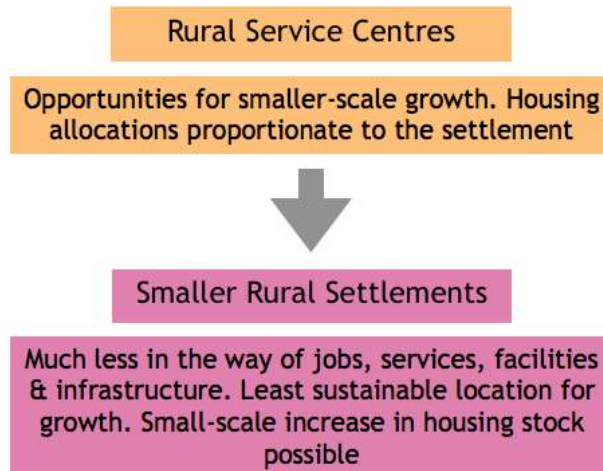 Rural Service Centres
Opportunities for smaller-scale growth. Housing
allocations proportionate to the settlement
Smaller Rural Settlements
Much less in the way of jobs, services, facilities
& infrastructure. Least sustainable location for
growth. Small-scale increase in housing stock
possible